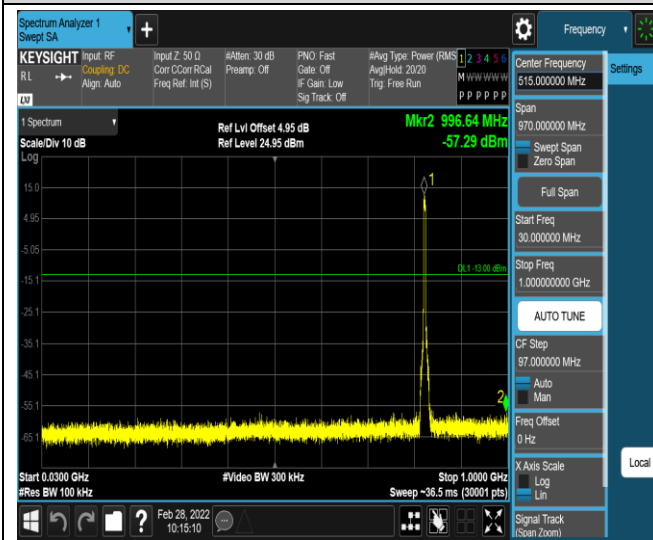 Spectrum Analyzer 1
Swept SA
+
Frequency
KEYSIGHT
RL
LXI
Input: RF
Coupling: DC
Align: Auto
Input Z: 50 Ω
Corr CCorr RCal
Freq Ref: Int (S)
#Atten: 30 dB
Preamp: Off
PNO: Fast
Gate: Off
IF Gain: Low
Sig Track: Off
#Avg Type: Power (RMS
Avg|Hold: 20/20
Trig: Free Run
1 2 3 4 5 6
M W W W W W
P P P P P P
Center Frequency
515.000000 MHz
Settings
1 Spectrum
Scale/Div 10 dB
Log
Ref Lvl Offset 4.95 dB
Ref Level 24.95 dBm
Mkr2 996.64 MHz
-57.29 dBm
Span
970.000000 MHz
Swept Span
Zero Span
Full Span
Start Freq
30.000000 MHz
Stop Freq
1.000000000 GHz
AUTO TUNE
CF Step
97.000000 MHz
Auto
Man
Freq Offset
0 Hz
X Axis Scale
Log
Lin
Local
Signal Track
(Span Zoom)
15.0
4.95
-5.05
-15.1
-25.1
-35.1
-45.1
-55.1
-65.1
1
DL1 -13.00 dBm
2
Start 0.0300 GHz
#Res BW 100 kHz
#Video BW 300 kHz
Stop 1.0000 GHz
Sweep ~36.5 ms (30001 pts)
?
Feb 28, 2022
10:15:10